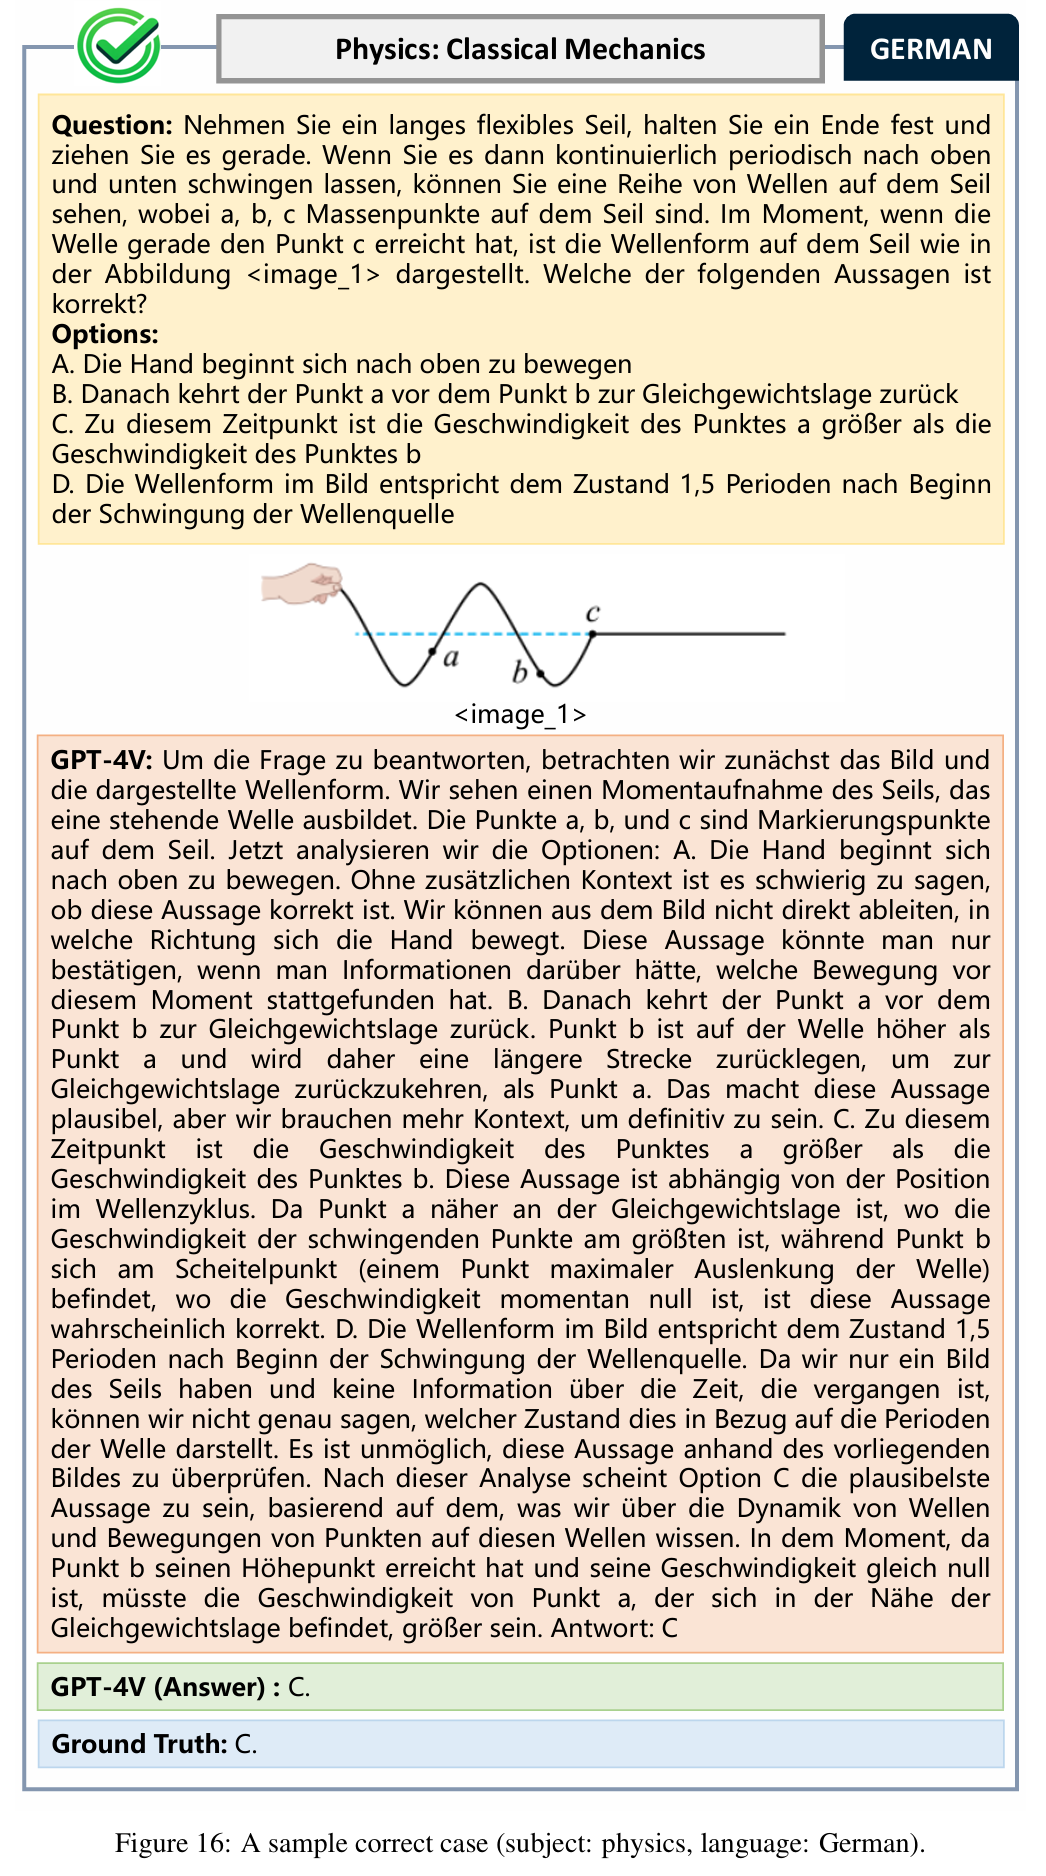 Physics: Classical Mechanics
GERMAN
Question: Nehmen Sie ein langes flexibles Seil, halten Sie ein Ende fest und
ziehen Sie es gerade. Wenn Sie es dann kontinuierlich periodisch nach oben
und unten schwingen lassen, können Sie eine Reihe von Wellen auf dem Seil
sehen, wobei a, b, c Massenpunkte auf dem Seil sind. Im Moment, wenn die
Welle gerade den Punkt c erreicht hat, ist die Wellenform auf dem Seil wie in
der Abbildung <image_1> dargestellt. Welche der folgenden Aussagen ist
korrekt?
Options:
A. Die Hand beginnt sich nach oben zu bewegen
B. Danach kehrt der Punkt a vor dem Punkt b zur Gleichgewichtslage zurück
C. Zu diesem Zeitpunkt ist die Geschwindigkeit des Punktes a größer als die
Geschwindigkeit des Punktes b
D. Die Wellenform im Bild entspricht dem Zustand 1,5 Perioden nach Beginn
der Schwingung der Wellenquelle
c
a
b
<image_1>
GPT-4V: Um die Frage zu beantworten, betrachten wir zunächst das Bild und
die dargestellte Wellenform. Wir sehen einen Momentaufnahme des Seils, das
eine stehende Welle ausbildet. Die Punkte a, b, und c sind Markierungspunkte
auf dem Seil. Jetzt analysieren wir die Optionen: A. Die Hand beginnt sich
nach oben zu bewegen. Ohne zusätzlichen Kontext ist es schwierig zu sagen,
ob diese Aussage korrekt ist. Wir können aus dem Bild nicht direkt ableiten, in
welche Richtung sich die Hand bewegt. Diese Aussage könnte man nur
bestätigen, wenn man Informationen darüber hätte, welche Bewegung vor
diesem Moment stattgefunden hat. B. Danach kehrt der Punkt a vor dem
Punkt b zur Gleichgewichtslage zurück. Punkt b ist auf der Welle höher als
Punkt a und wird daher eine längere Strecke zurücklegen, um zur
Gleichgewichtslage zurückzukehren, als Punkt a. Das macht diese Aussage
plausibel, aber wir brauchen mehr Kontext, um definitiv zu sein. C. Zu diesem
Zeitpunkt ist die Geschwindigkeit des Punktes a größer als die
Geschwindigkeit des Punktes b. Diese Aussage ist abhängig von der Position
im Wellenzyklus. Da Punkt a näher an der Gleichgewichtslage ist, wo die
Geschwindigkeit der schwingenden Punkte am größten ist, während Punkt b
sich am Scheitelpunkt (einem Punkt maximaler Auslenkung der Welle)
befindet, wo die Geschwindigkeit momentan null ist, ist diese Aussage
wahrscheinlich korrekt. D. Die Wellenform im Bild entspricht dem Zustand 1,5
Perioden nach Beginn der Schwingung der Wellenquelle. Da wir nur ein Bild
des Seils haben und keine Information über die Zeit, die vergangen ist,
können wir nicht genau sagen, welcher Zustand dies in Bezug auf die Perioden
der Welle darstellt. Es ist unmöglich, diese Aussage anhand des vorliegenden
Bildes zu überprüfen. Nach dieser Analyse scheint Option C die plausibelste
Aussage zu sein, basierend auf dem, was wir über die Dynamik von Wellen
und Bewegungen von Punkten auf diesen Wellen wissen. In dem Moment, da
Punkt b seinen Höhepunkt erreicht hat und seine Geschwindigkeit gleich null
ist, müsste die Geschwindigkeit von Punkt a, der sich in der Nähe der
Gleichgewichtslage befindet, größer sein. Antwort: C
GPT-4V (Answer) : C.
Ground Truth: C.
Figure 16: A sample correct case (subject: physics, language: German).